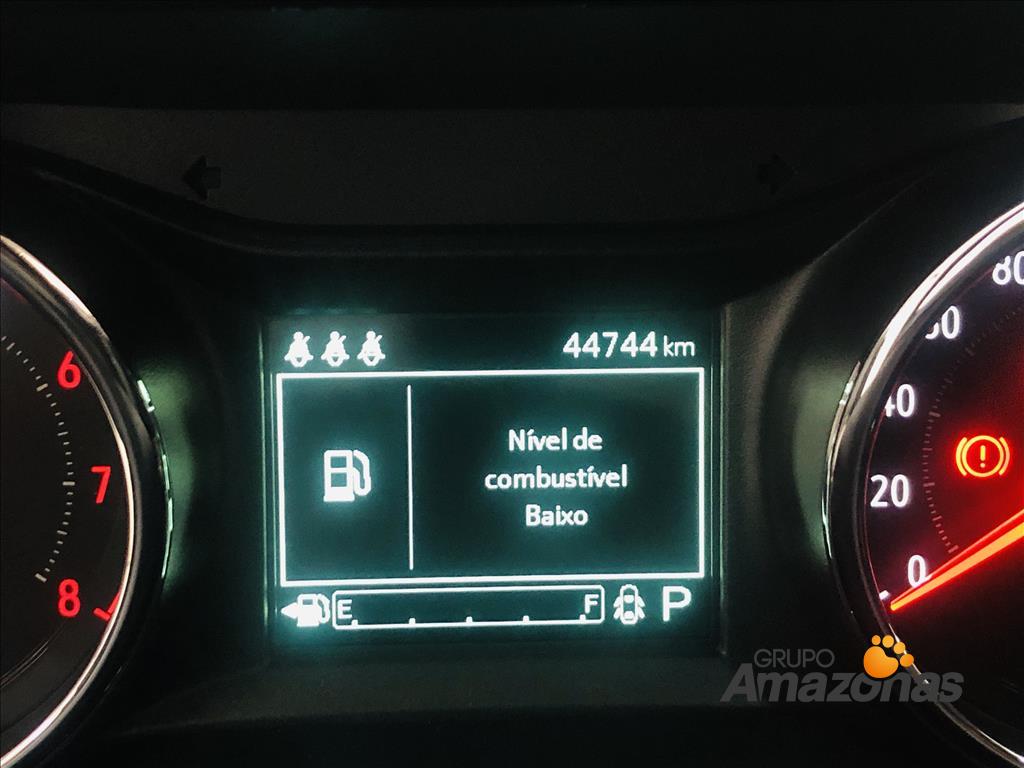 44744 km
Nível de
combustível
Baixo
E F P
6
7
8
80
60
40
20
0
GRUPO
Amazonas